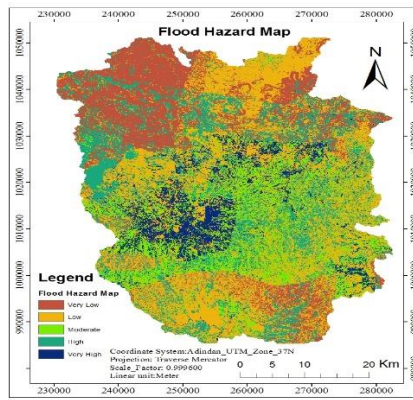 230000 240000 250000 260000 270000 280000
Flood Hazard Map
N
1050000
1040000
1030000
1020000
1010000
1000000
990000
Legend
Flood Hazard Map
Very Low
Low
Moderate
High
Very High
Coordinate System:Adindan_UTM_Zone_37N
Projection: Traverse Mercator
Scale_Factor: 0.999600
Linear unit:Meter
0 5 10 20 Km
230000 240000 250000 260000 270000 280000